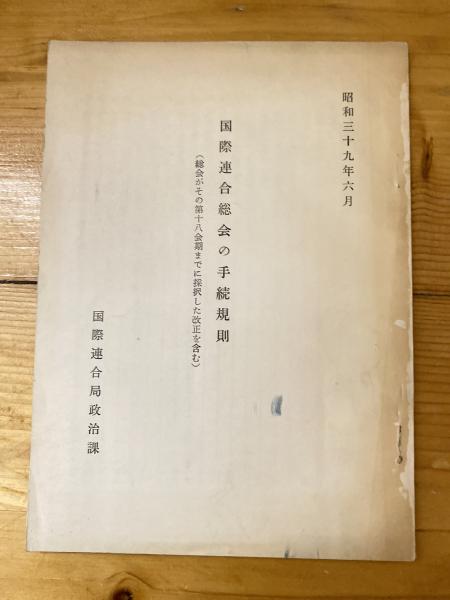 昭和三十九年六月
国際連合総会の手続規則
(総会がその第十八会期までに採択した改正を含む)
国際連合局政治課